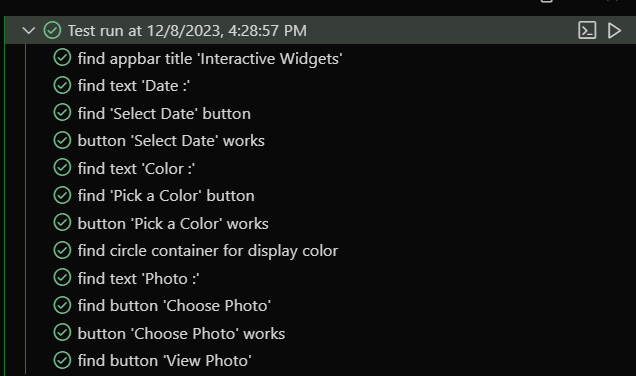 Test run at 12/8/2023, 4:28:57 PM
find appbar title 'Interactive Widgets'
find text 'Date :'
find 'Select Date' button
button 'Select Date' works
find text 'Color :'
find 'Pick a Color' button
button 'Pick a Color' works
find circle container for display color
find text 'Photo :'
find button 'Choose Photo'
button 'Choose Photo' works
find button 'View Photo'